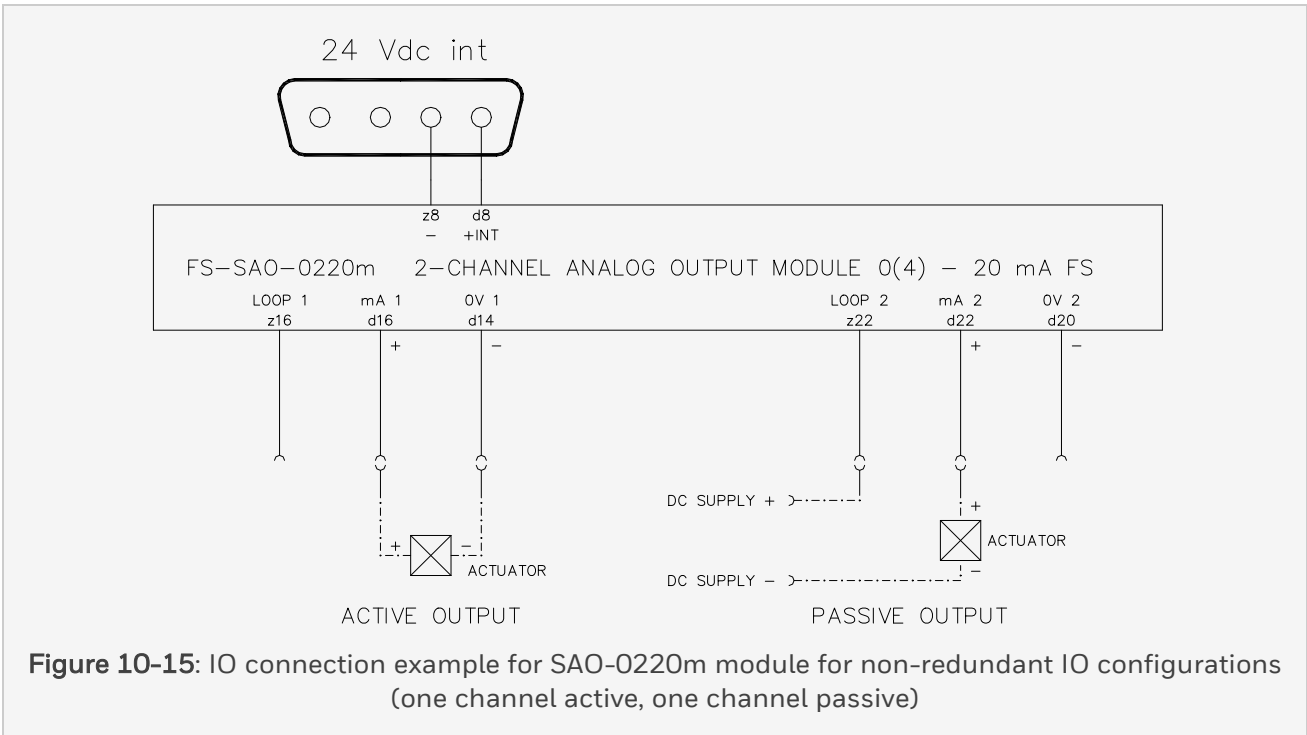 24 Vdc int
z8 d8
− +INT
FS−SAO−0220m 2−CHANNEL ANALOG OUTPUT MODULE 0(4) − 20 mA FS
LOOP 1 mA 1 0V 1 LOOP 2 mA 2 0V 2
z16 d16 d14 z22 d22 d20
+ − + −
DC SUPPLY +
+
ACTUATOR
+ −
ACTUATOR
DC SUPPLY −
−
ACTIVE OUTPUT PASSIVE OUTPUT
Figure 10-15: IO connection example for SAO-0220m module for non-redundant IO configurations
(one channel active, one channel passive)